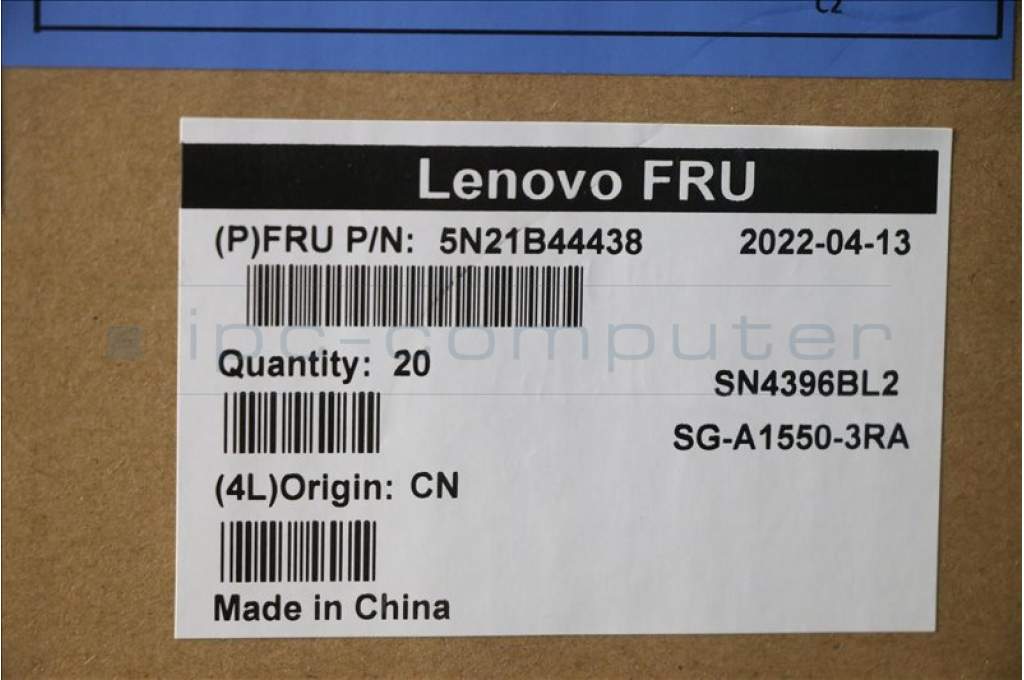 C2
Lenovo FRU
(P)FRU P/N: 5N21B44438 2022-04-13
ipc-computer
Quantity: 20
SN4396BL2
SG-A1550-3RA
(4L)Origin: CN
Made in China